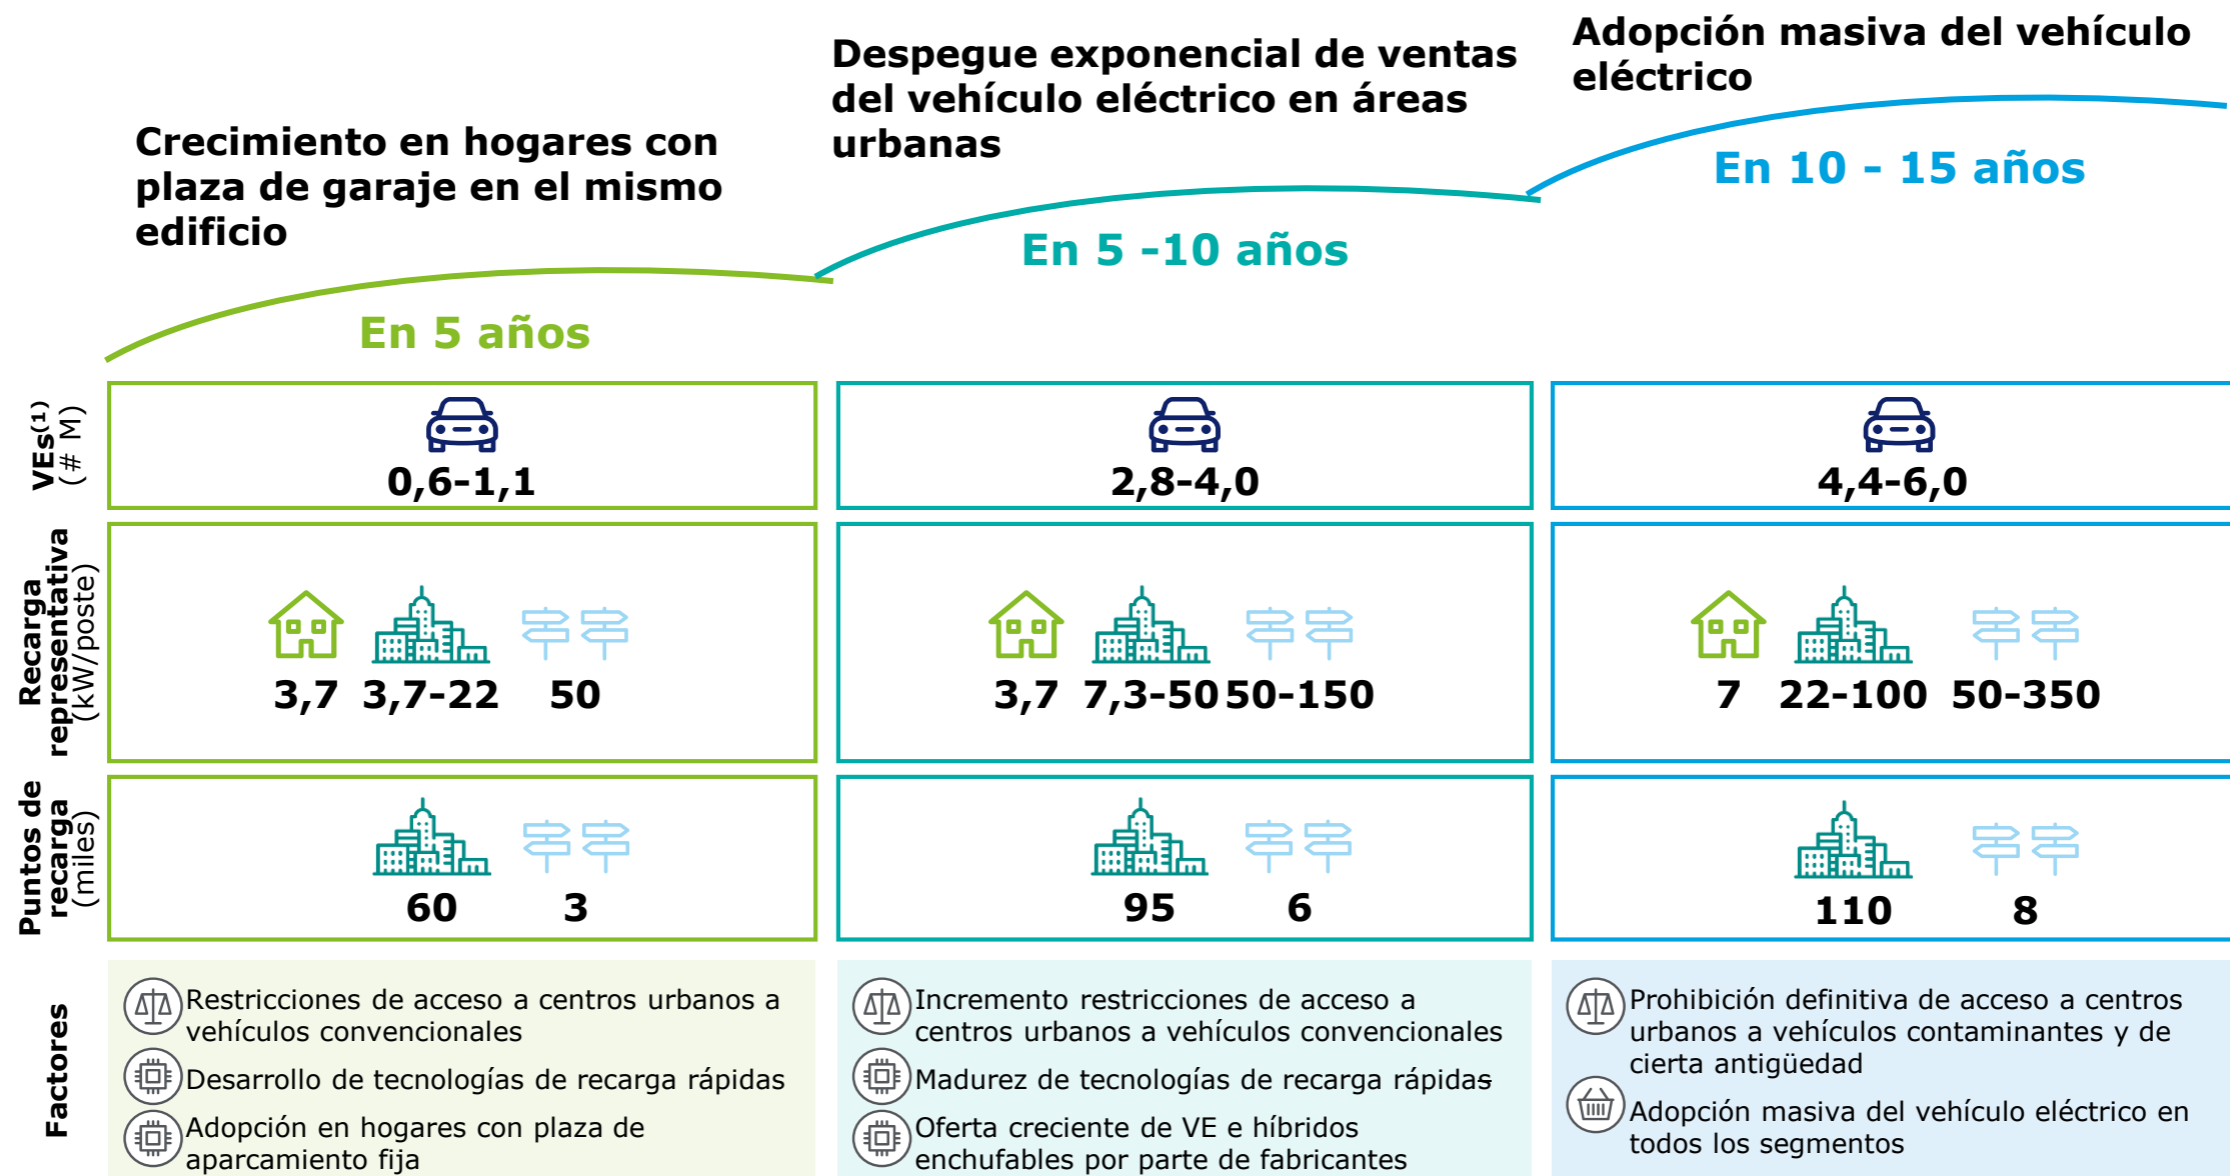 Crecimiento en hogares con
plaza de garaje en el mismo
edificio
En 5 años
Despegue exponencial de ventas
del vehículo eléctrico en áreas
urbanas
En 5 -10 años
Adopción masiva del vehículo
eléctrico
En 10 - 15 años
VEs(1)
(# M)
0,6-1,1
2,8-4,0
4,4-6,0
Recarga
representativa
(kW/poste)
3,7 3,7-22 50
3,7 7,3-50 50-150
7 22-100 50-350
Puntos de
recarga
(miles)
60 3
95 6
110 8
Factores
Restricciones de acceso a centros urbanos a
vehículos convencionales
Desarrollo de tecnologías de recarga rápidas
Adopción en hogares con plaza de
aparcamiento fija
Incremento restricciones de acceso a
centros urbanos a vehículos convencionales
Madurez de tecnologías de recarga rápidas
Oferta creciente de VE e híbridos
enchufables por parte de fabricantes
Prohibición definitiva de acceso a centros
urbanos a vehículos contaminantes y de
cierta antigüedad
Adopción masiva del vehículo eléctrico en
todos los segmentos